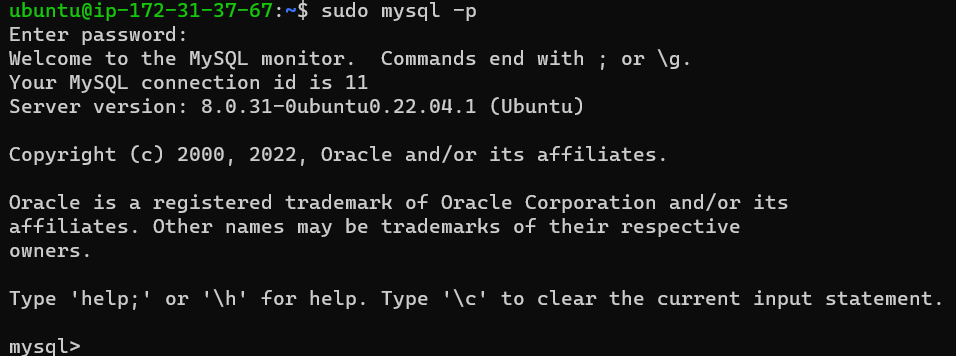 ubuntu@ip-172-31-37-67:~$ sudo mysql -p
Enter password:
Welcome to the MySQL monitor.  Commands end with ; or \g.
Your MySQL connection id is 11
Server version: 8.0.31-0ubuntu0.22.04.1 (Ubuntu)

Copyright (c) 2000, 2022, Oracle and/or its affiliates.

Oracle is a registered trademark of Oracle Corporation and/or its
affiliates. Other names may be trademarks of their respective
owners.

Type 'help;' or '\h' for help. Type '\c' to clear the current input statement.

mysql>